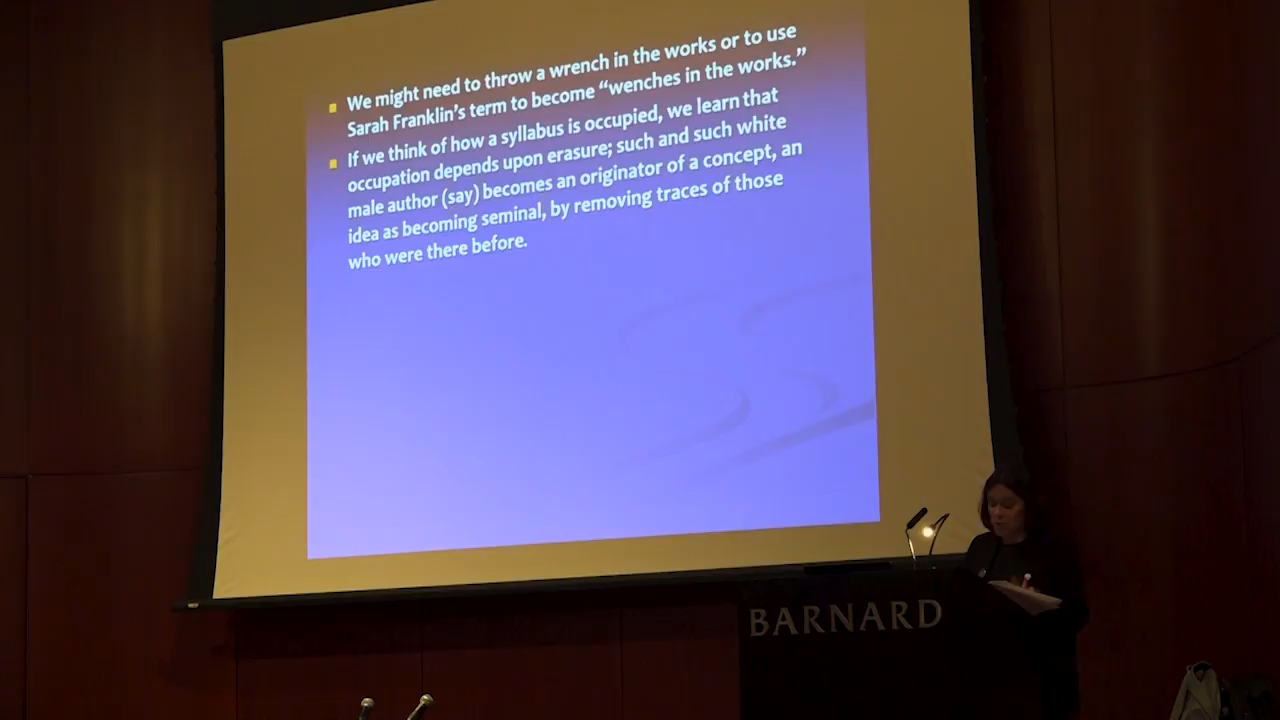 We might need to throw a wrench in the works or to use
Sarah Franklin’s term to become “wenches in the works.”
If we think of how a syllabus is occupied, we learn that
occupation depends upon erasure; such and such white
male author (say) becomes an originator of a concept, an
idea as becoming seminal, by removing traces of those
who were there before.
BARNARD